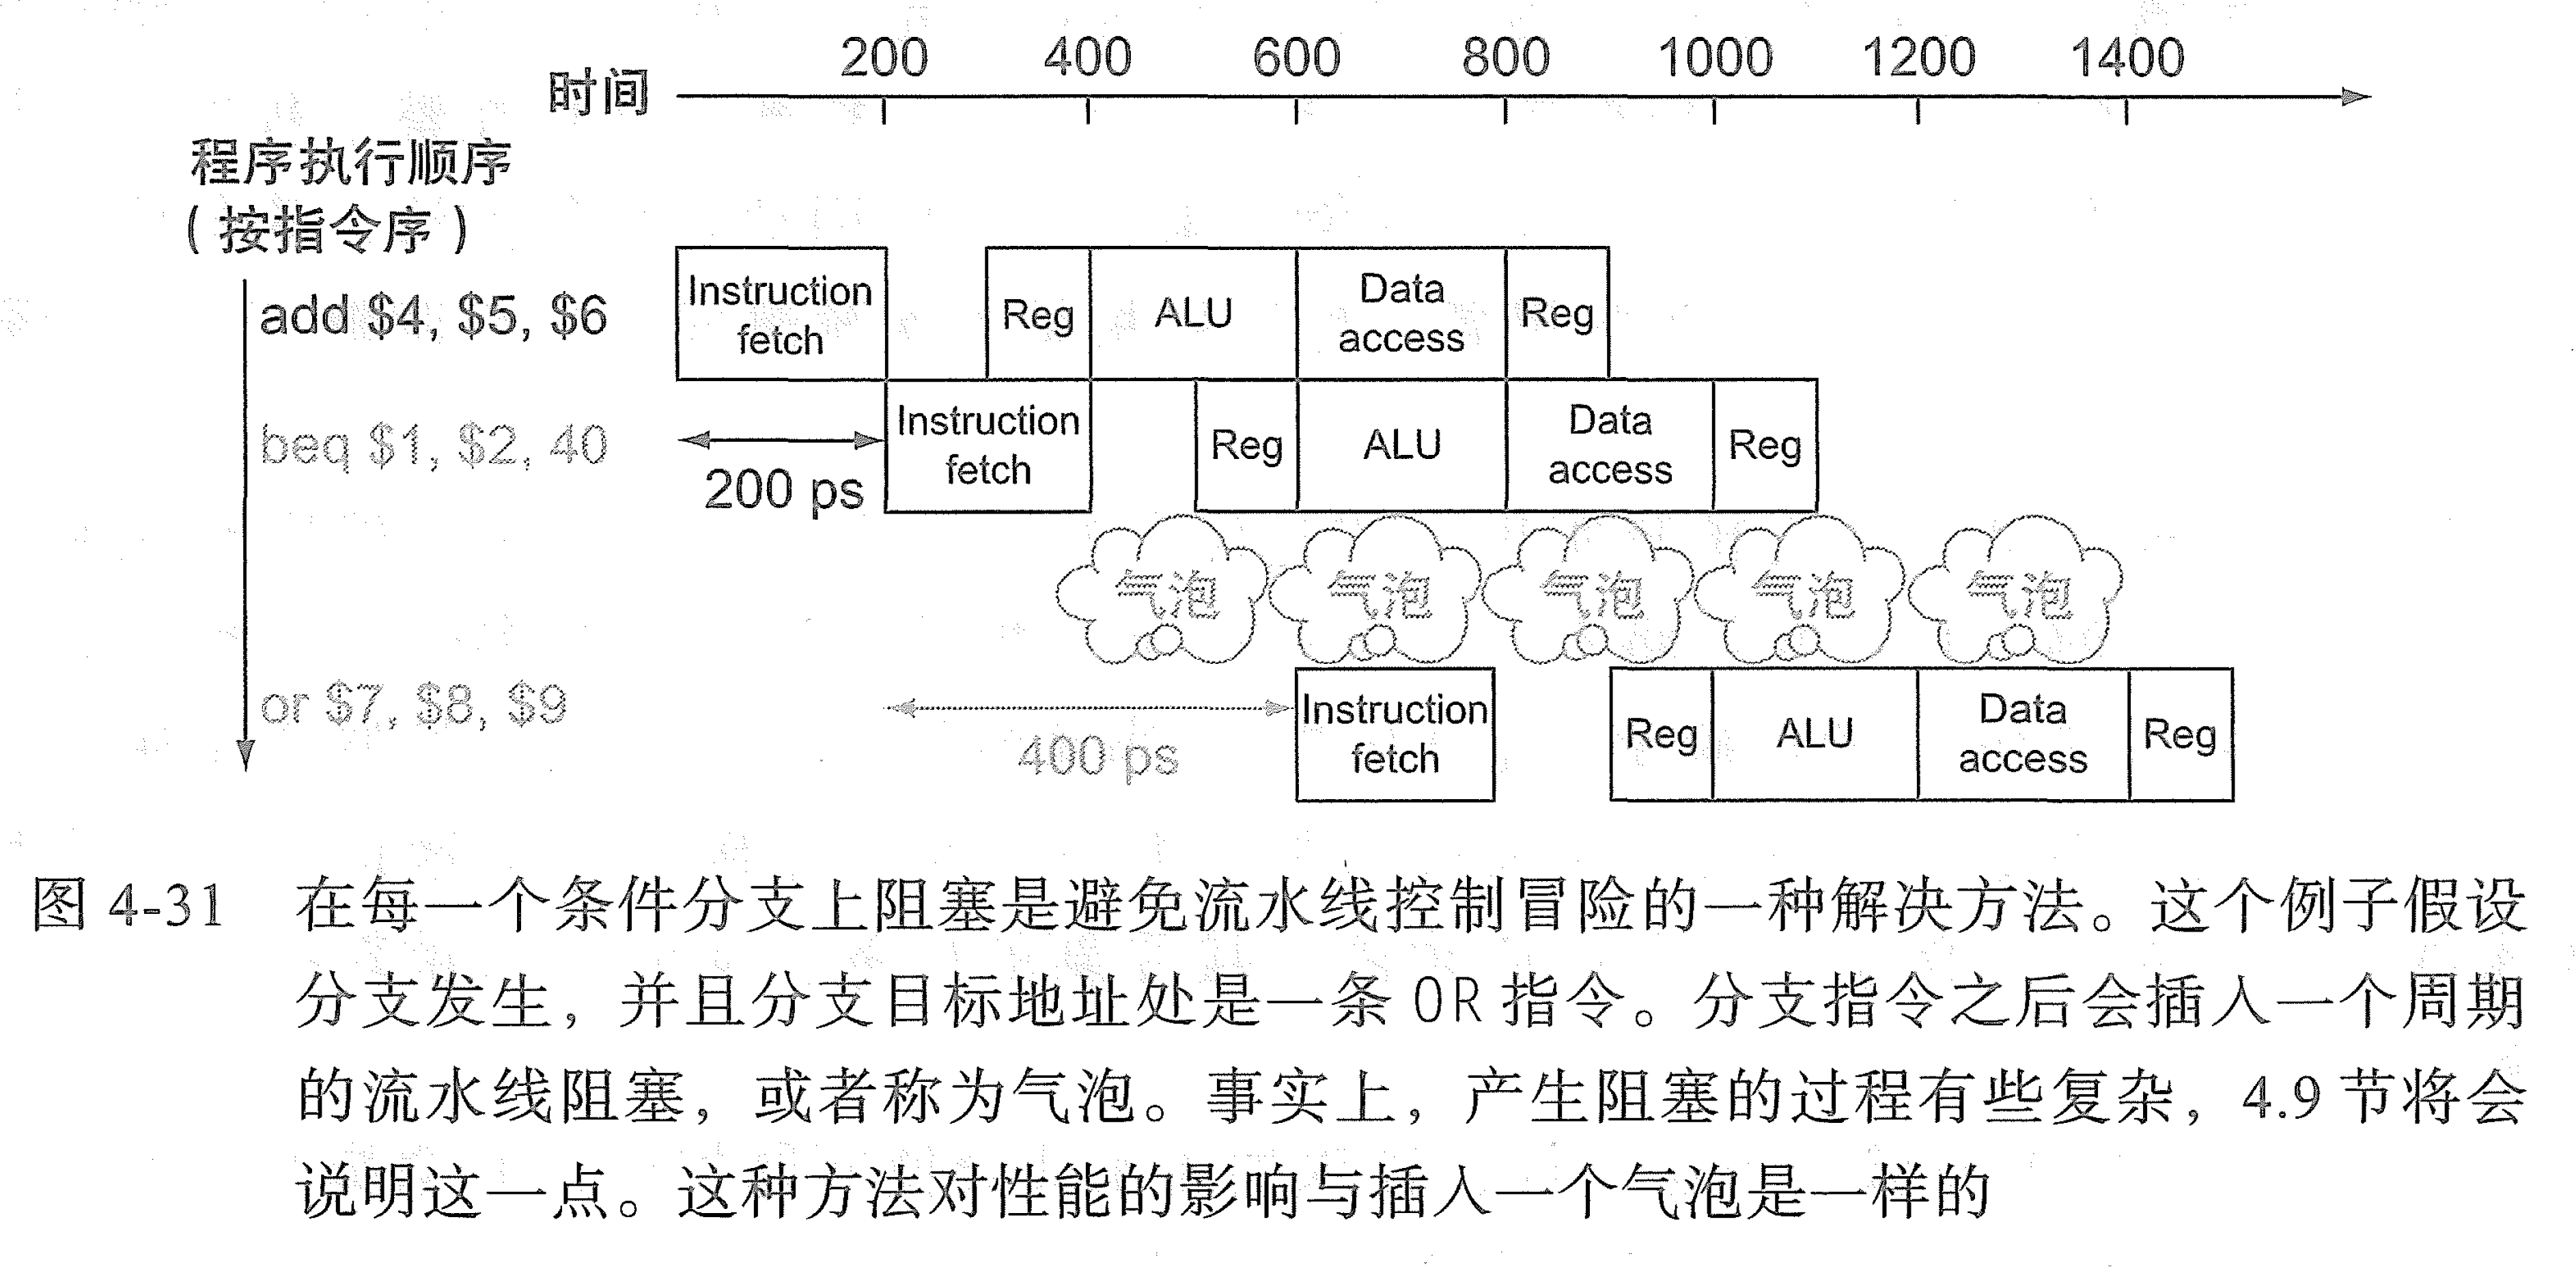 200 400 600 800 1000 1200 1400
时间
程序执行顺序
（按指令序）
add $4, $5, $6
Instruction fetch Reg ALU Data access Reg
beq $1, $2, 40
200 ps
Instruction fetch Reg ALU Data access Reg
气泡 气泡 气泡 气泡 气泡
or $7, $8, $9
400 ps
Instruction fetch Reg ALU Data access Reg
图 4-31 在每一个条件分支上阻塞是避免流水线控制冒险的一种解决方法。这个例子假设
分支发生，并且分支目标地址处是一条 OR 指令。分支指令之后会插入一个周期
的流水线阻塞，或者称为气泡。事实上，产生阻塞的过程有些复杂，4.9 节将会
说明这一点。这种方法对性能的影响与插入一个气泡是一样的